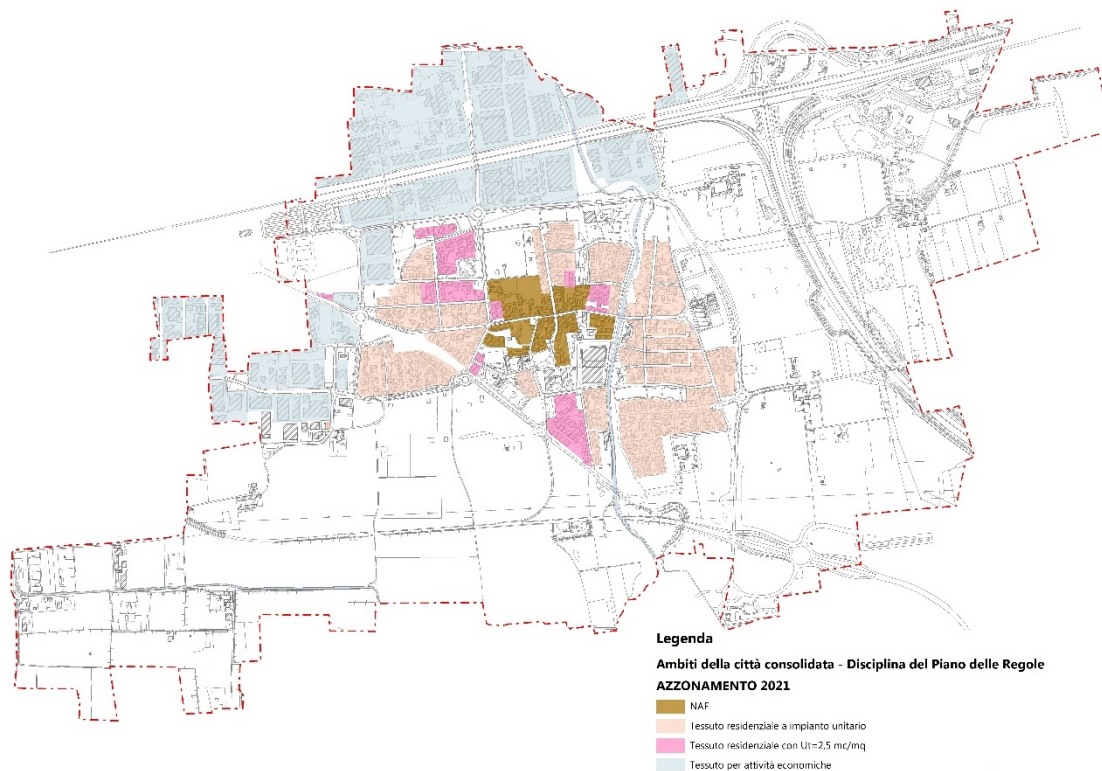 Legenda
Ambiti della città consolidata - Disciplina del Piano delle Regole
AZZONAMENTO 2021
NAF
Tessuto residenziale a impianto unitario
Tessuto residenziale con Ut=2,5 mc/mq
Tessuto per attività economiche